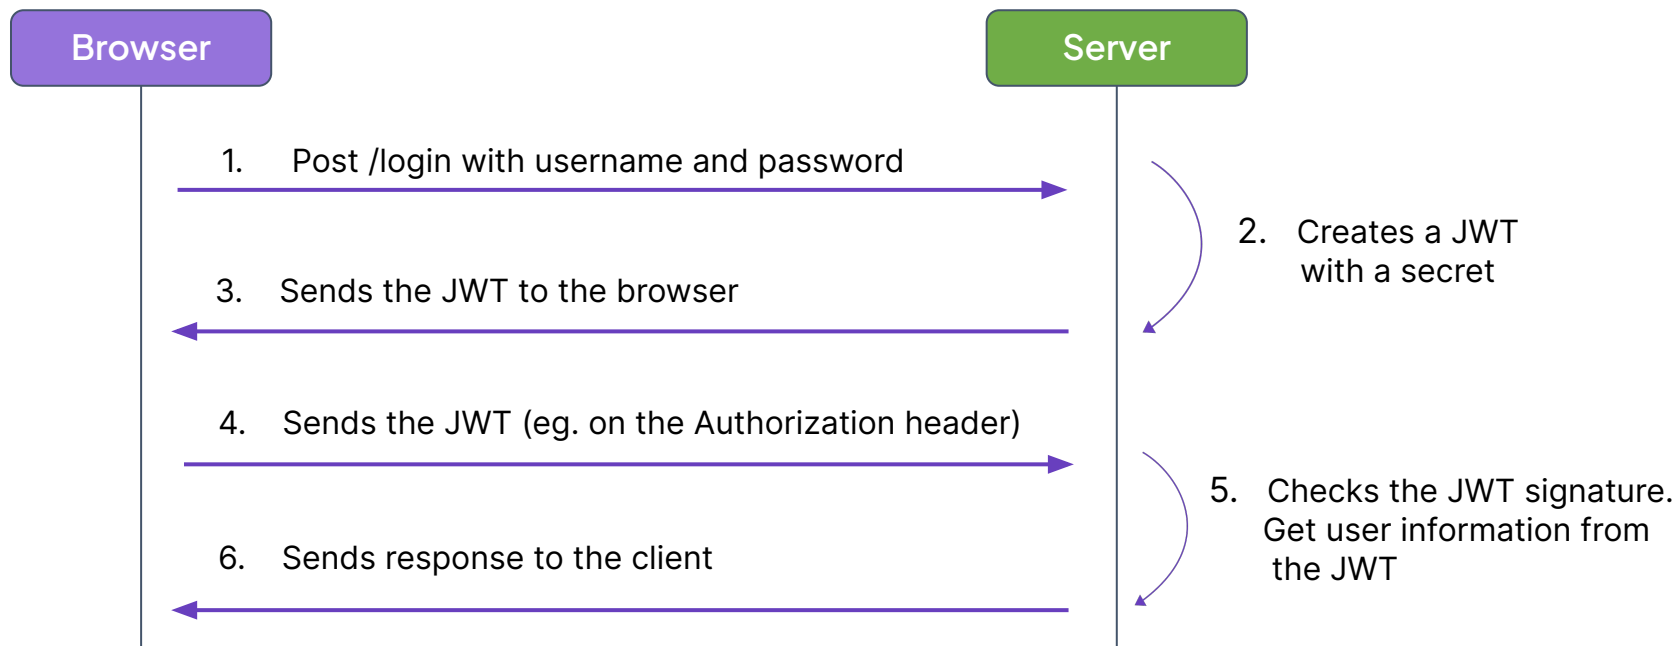 Browser
Server
1. Post /login with username and password
2. Creates a JWT
with a secret
3. Sends the JWT to the browser
4. Sends the JWT (eg. on the Authorization header)
5. Checks the JWT signature.
Get user information from
the JWT
6. Sends response to the client